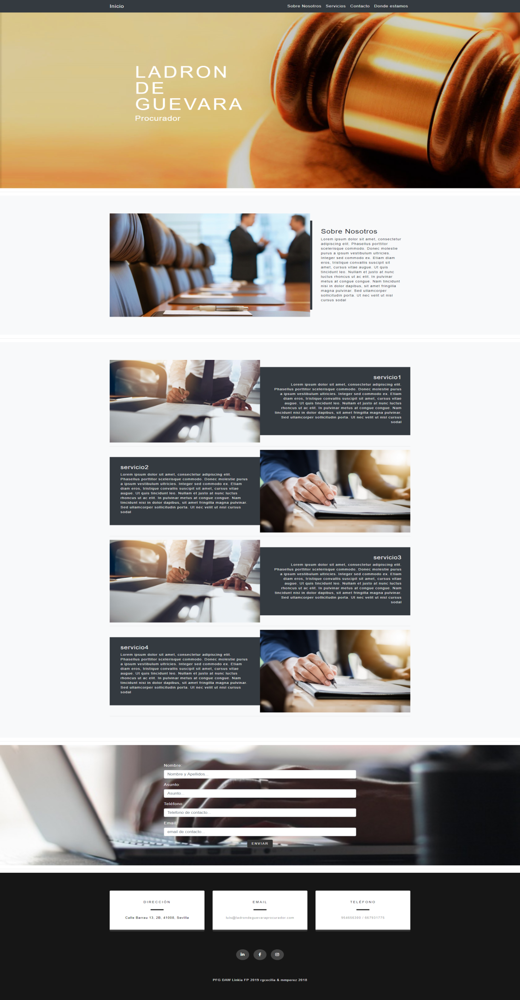 Inicio
Sobre Nosotros Servicios Contacto Donde estamos
LADRON
DE
GUEVARA
Procurador
Sobre Nosotros
Lorem ipsum dolor sit amet, consectetur
adipiscing elit. Phasellus porttitor
scelerisque commodo. Donec molestie
purus a ipsum vestibulum ultricies.
Integer sed commodo ex. Etiam diam
eros, tristique convallis suscipit sit
amet, cursus vitae augue. Ut quis
tincidunt leo. Nullam et justo at nunc
luctus rhoncus ut ac elit. In pulvinar
metus at congue congue. Nam tincidunt
nisi in dolor dapibus, sit amet fringilla
magna pulvinar. Sed ullamcorper
sollicitudin porta. Ut nec velit ut nisl
cursus sodal
servicio1
Lorem ipsum dolor sit amet, consectetur adipiscing elit.
Phasellus porttitor scelerisque commodo. Donec molestie purus
a ipsum vestibulum ultricies. Integer sed commodo ex. Etiam
diam eros, tristique convallis suscipit sit amet, cursus vitae
augue. Ut quis tincidunt leo. Nullam et justo at nunc luctus
rhoncus ut ac elit. In pulvinar metus at congue congue. Nam
tincidunt nisi in dolor dapibus, sit amet fringilla magna pulvinar.
Sed ullamcorper sollicitudin porta. Ut nec velit ut nisl cursus
sodal
servicio2
Lorem ipsum dolor sit amet, consectetur adipiscing elit.
Phasellus porttitor scelerisque commodo. Donec molestie purus
a ipsum vestibulum ultricies. Integer sed commodo ex. Etiam
diam eros, tristique convallis suscipit sit amet, cursus vitae
augue. Ut quis tincidunt leo. Nullam et justo at nunc luctus
rhoncus ut ac elit. In pulvinar metus at congue congue. Nam
tincidunt nisi in dolor dapibus, sit amet fringilla magna pulvinar.
Sed ullamcorper sollicitudin porta. Ut nec velit ut nisl cursus
sodal
servicio3
Lorem ipsum dolor sit amet, consectetur adipiscing elit.
Phasellus porttitor scelerisque commodo. Donec molestie purus
a ipsum vestibulum ultricies. Integer sed commodo ex. Etiam
diam eros, tristique convallis suscipit sit amet, cursus vitae
augue. Ut quis tincidunt leo. Nullam et justo at nunc luctus
rhoncus ut ac elit. In pulvinar metus at congue congue. Nam
tincidunt nisi in dolor dapibus, sit amet fringilla magna pulvinar.
Sed ullamcorper sollicitudin porta. Ut nec velit ut nisl cursus
sodal
servicio4
Lorem ipsum dolor sit amet, consectetur adipiscing elit.
Phasellus porttitor scelerisque commodo. Donec molestie purus
a ipsum vestibulum ultricies. Integer sed commodo ex. Etiam
diam eros, tristique convallis suscipit sit amet, cursus vitae
augue. Ut quis tincidunt leo. Nullam et justo at nunc luctus
rhoncus ut ac elit. In pulvinar metus at congue congue. Nam
tincidunt nisi in dolor dapibus, sit amet fringilla magna pulvinar.
Sed ullamcorper sollicitudin porta. Ut nec velit ut nisl cursus
sodal
Nombre:
Nombre y Apellidos...
Asunto:
Asunto...
Teléfono:
Telefono de contacto...
Email:
email de contacto...
ENVIAR
DIRECCIÓN
Calle Barrau 13, 2B, 41008, Sevilla
EMAIL
luis@ladrondeguevaraprocurador.com
TELÉFONO
954656300 / 667931775
PFG DAW Linkia FP 2019 rgcecilia & mmperez 2018